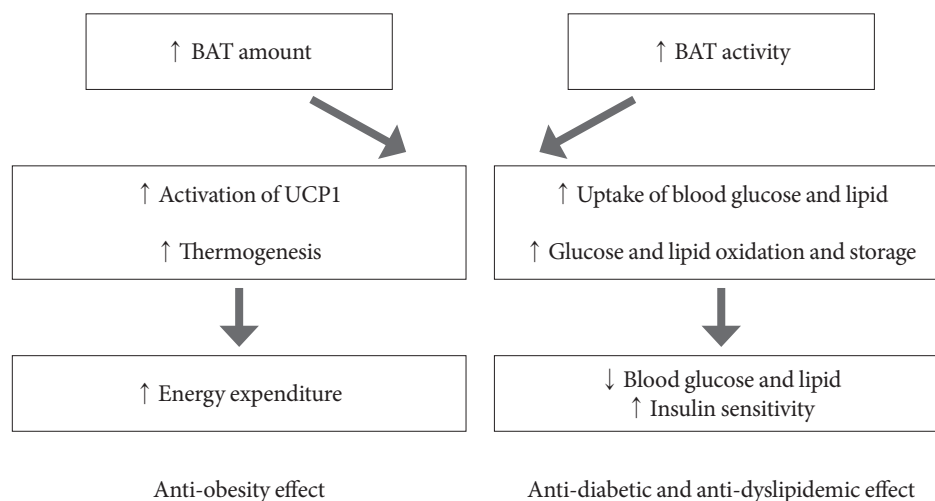 ↑ BAT amount
↑ BAT activity
↑ Activation of UCP1
↑ Thermogenesis
↑ Uptake of blood glucose and lipid
↑ Glucose and lipid oxidation and storage
↑ Energy expenditure
↓ Blood glucose and lipid
↑ Insulin sensitivity
Anti-obesity effect
Anti-diabetic and anti-dyslipidemic effect